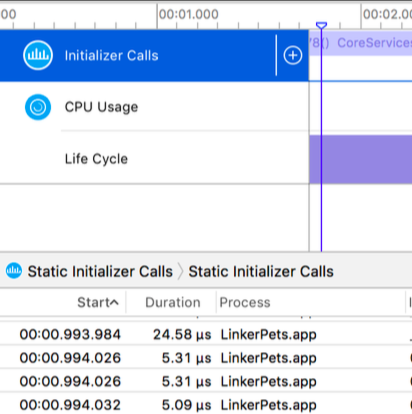 00:01.000 00:02.0
Initializer Calls
CoreServices
CPU Usage
Life Cycle
Static Initializer Calls Static Initializer Calls
Start Duration Process
00:00.993.984 24.58 µs LinkerPets.app
00:00.994.026 5.31 µs LinkerPets.app
00:00.994.026 5.31 µs LinkerPets.app
00:00.994.032 5.09 µs LinkerPets.app